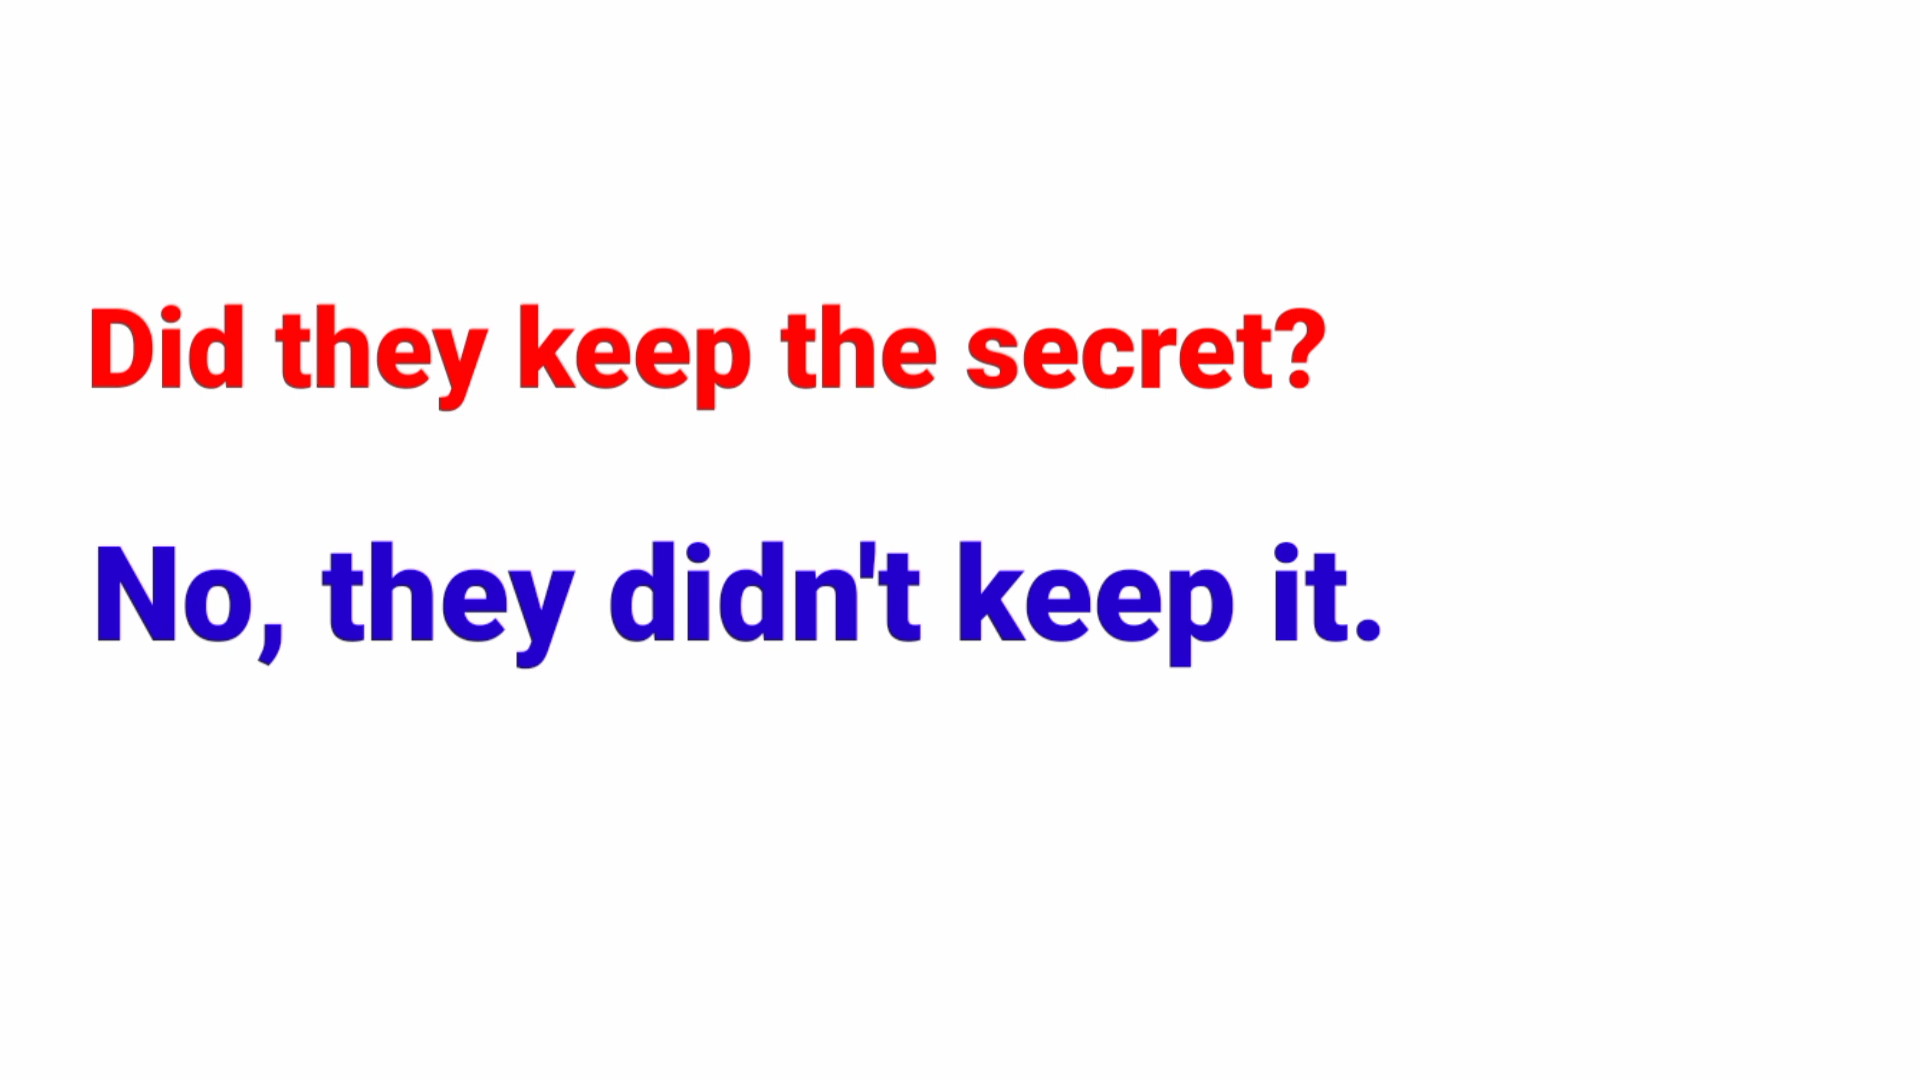 Did they keep the secret?
No, they didn't keep it.